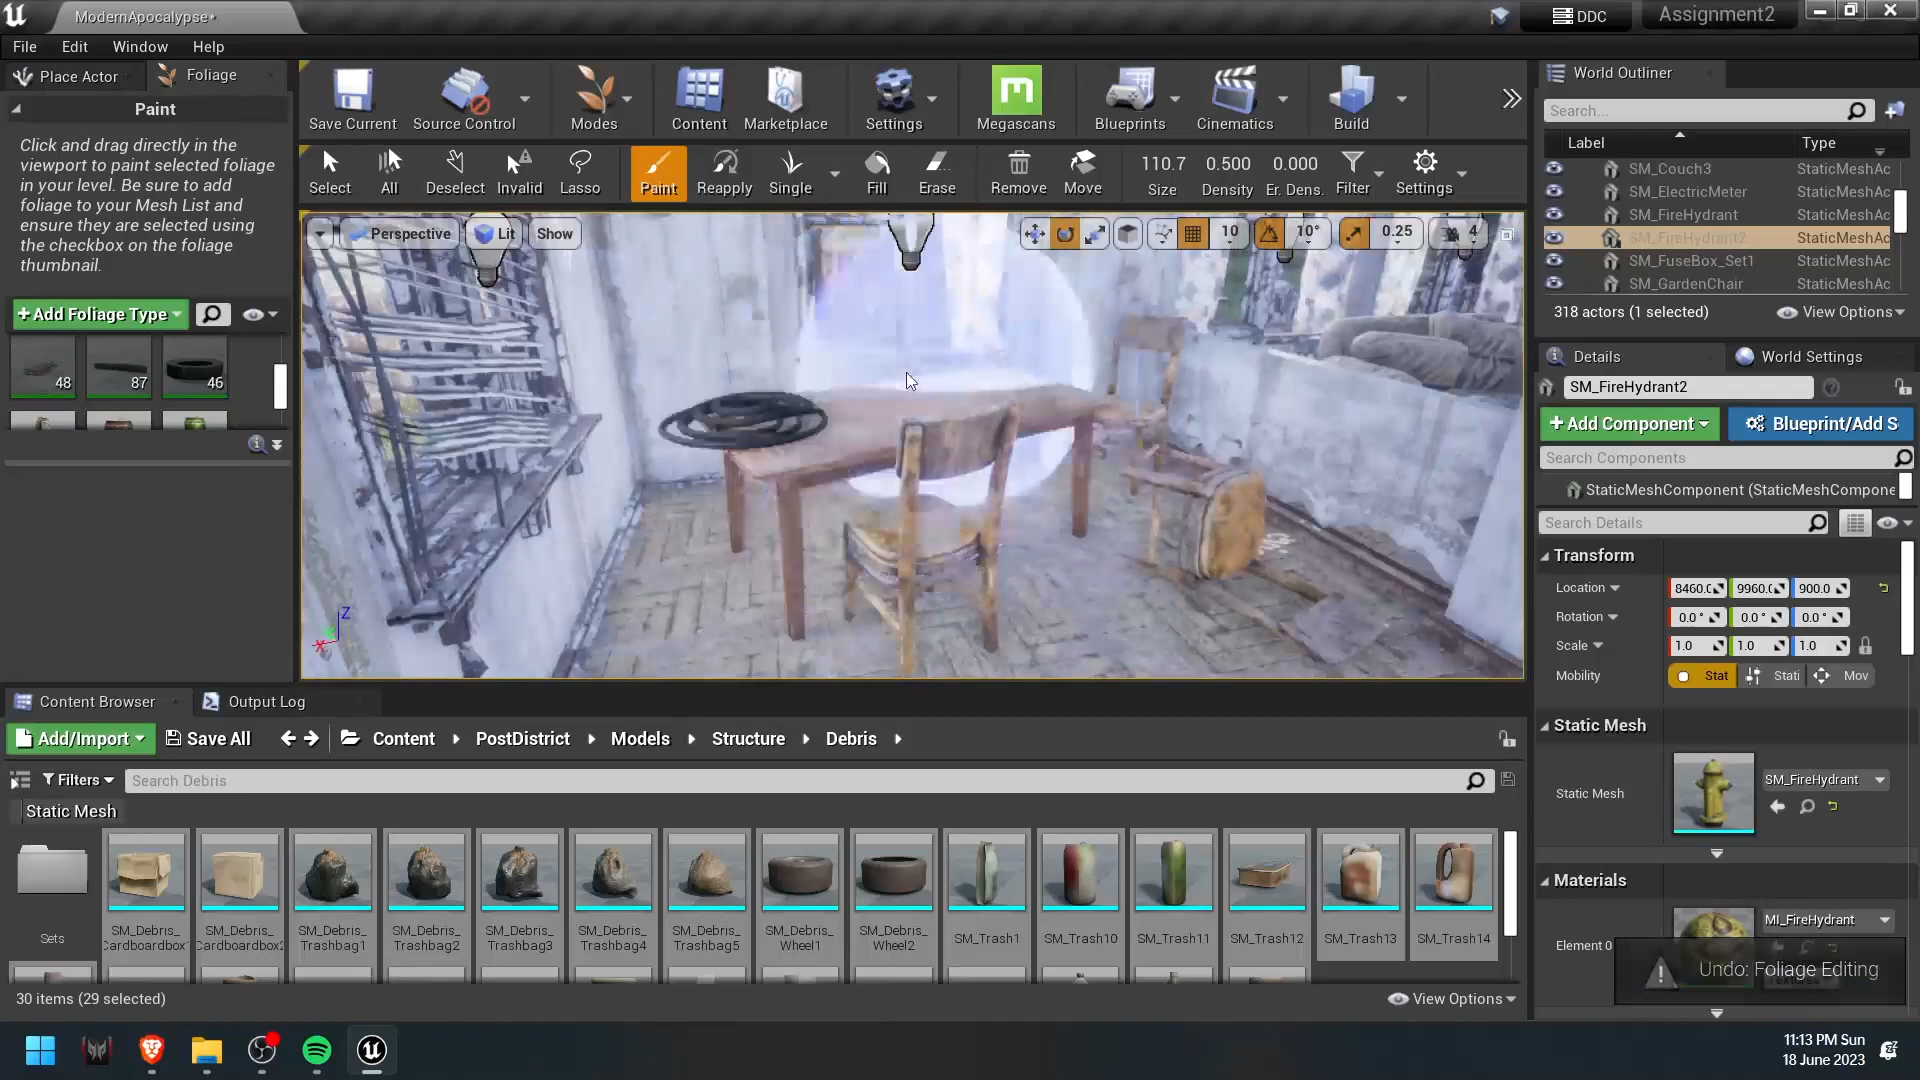 ModernApocalypse*
DDC
Assignment2
File
Edit
Window
Help
Place Actor
Foliage
Paint
Click and drag directly in the
viewport to paint selected foliage
in your level. Be sure to add
foliage to your Mesh List and
ensure they are selected using
the checkbox on the foliage
thumbnail.
+Add Foliage Type
48
87
46
Save Current
Source Control
Modes
Content
Marketplace
Settings
Megascans
Blueprints
Cinematics
Build
Select
All
Deselect
Invalid
Lasso
Paint
Reapply
Single
Fill
Erase
Remove
Move
110.7
Size
0.500
Density
0.000
Er. Dens.
Filter
Settings
Perspective
Lit
Show
10
10°
0.25
4
Z
X
World Outliner
Search...
Label
Type
SM_Couch3
StaticMeshAc
SM_ElectricMeter
StaticMeshAc
SM_FireHydrant
StaticMeshAc
SM_FireHydrant2
StaticMeshAc
SM_FuseBox_Set1
StaticMeshAc
SM_GardenChair
StaticMeshAc
318 actors (1 selected)
View Options
Details
World Settings
SM_FireHydrant2
+Add Component
Blueprint/Add S
Search Components
StaticMeshComponent (StaticMeshCompone
Search Details
Transform
Location
8460.0
9960.0
900.0
Rotation
0.0 °
0.0 °
0.0 °
Scale
1.0
1.0
1.0
Mobility
Stat
Stati
Mov
Static Mesh
Static Mesh
SM_FireHydrant
Materials
Element 0
MI_FireHydrant
Undo: Foliage Editing
Content Browser
Output Log
Add/Import
Save All
Content
PostDistrict
Models
Structure
Debris
Filters
Search Debris
Static Mesh
Sets
SM_Debris_
Cardboardbox1
SM_Debris_
Cardboardbox2
SM_Debris_
Trashbag1
SM_Debris_
Trashbag2
SM_Debris_
Trashbag3
SM_Debris_
Trashbag4
SM_Debris_
Trashbag5
SM_Debris_
Wheel1
SM_Debris_
Wheel2
SM_Trash1
SM_Trash10
SM_Trash11
SM_Trash12
SM_Trash13
SM_Trash14
30 items (29 selected)
View Options
11:13 PM Sun
18 June 2023